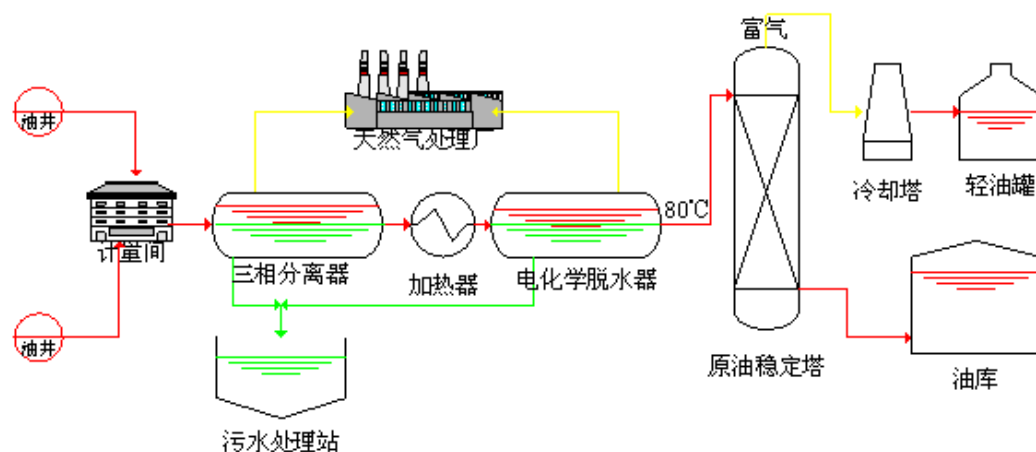 富气
油井
天然气处理厂
计量间
80℃
冷却塔
轻油罐
三相分离器
加热器
电化学脱水器
油井
原油稳定塔
油库
污水处理站